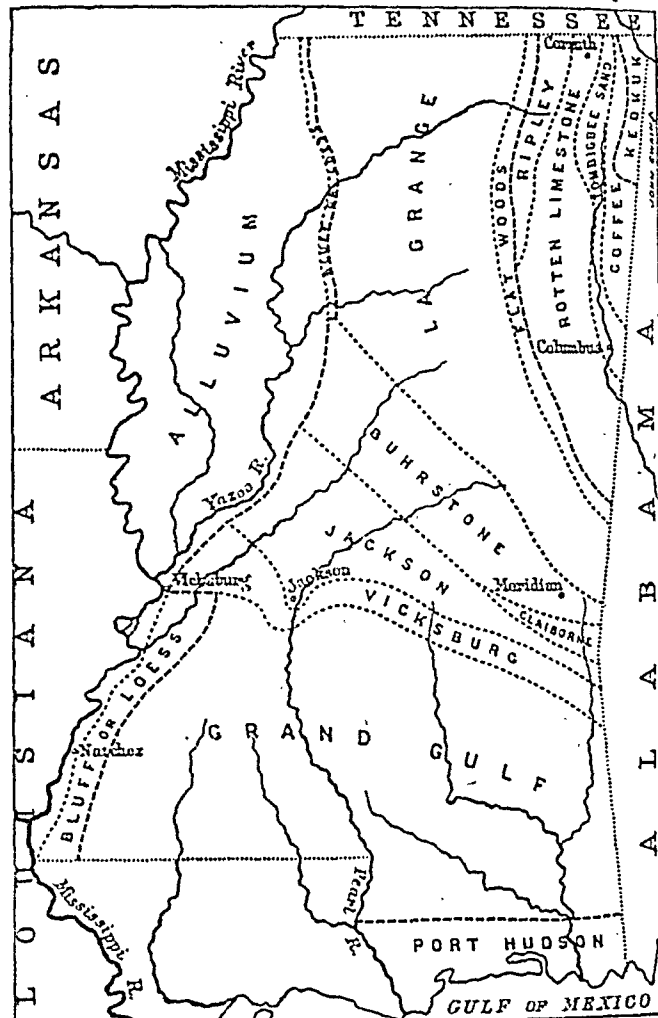 TENNESSEE
ARKANSAS
Mississippi River
Corinth
KEOKUK
COFFEE
TOMBIGBEE SAND
ROTTEN LIMESTONE
RIPLEY
FLAT WOODS
LA GRANGE
ALLUVIUM
Columbus
ALABAMA
Yazoo R.
BUHRSTONE
JACKSON
Vicksburg
Jackson
Meridian
CLAIBORNE
VICKSBURG
LOUISIANA
BLUFF OR LOESS
Natchez
GRAND GULF
Pearl R.
Mississippi R.
PORT HUDSON
GULF OF MEXICO